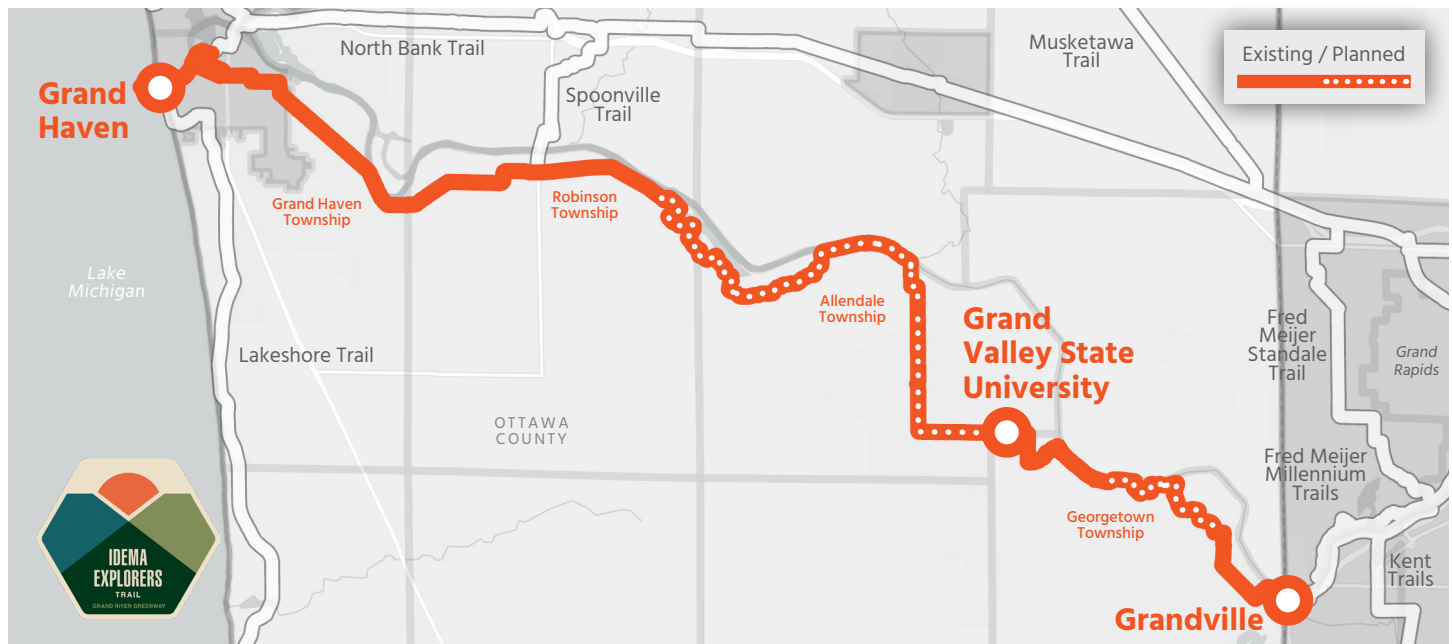 North Bank Trail
Musketawa
Trail
Existing / Planned
Grand
Haven
Spoonville
Trail
Grand Haven
Township
Robinson
Township
Lake
Michigan
Allendale
Township
Grand
Valley State
University
Fred
Meijer
Standale
Trail
Grand
Rapids
Lakeshore Trail
OTTAWA
COUNTY
Fred Meijer
Millennium
Trails
Georgetown
Township
Kent
Trails
Grandville
IDEMA
EXPLORERS
TRAIL
GRAND RIVER GREENWAY